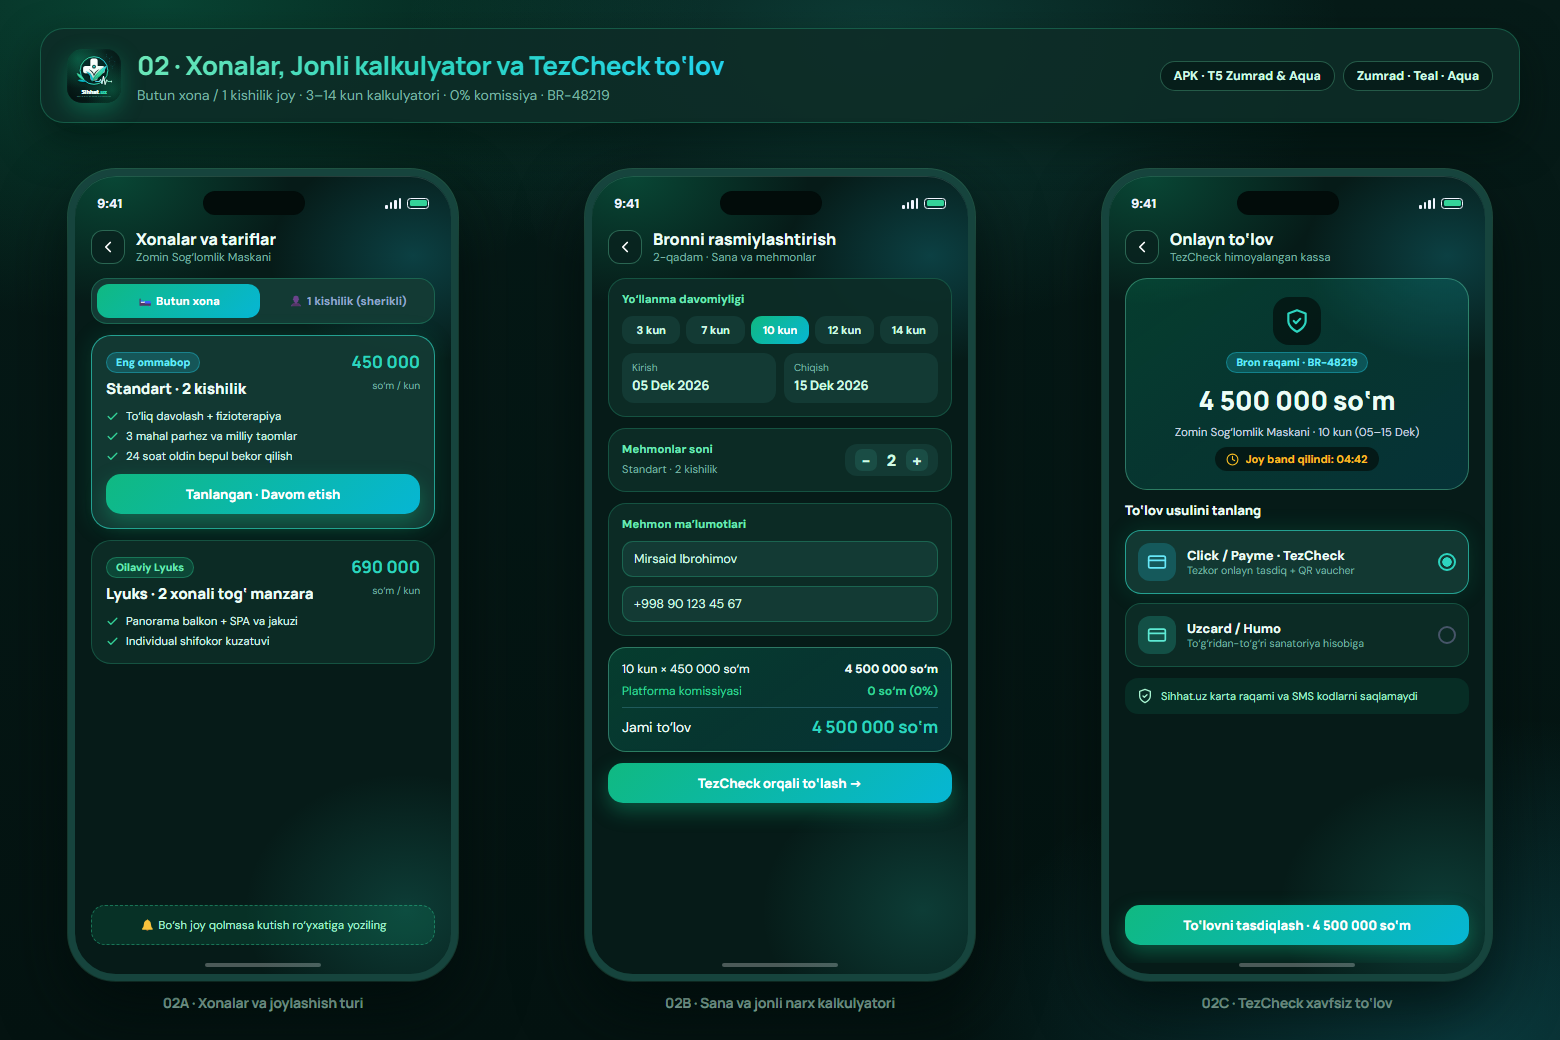 02 · Xonalar, Jonli kalkulyator va TezCheck to‘lov
Butun xona / 1 kishilik joy · 3–14 kun kalkulyatori · 0% komissiya · BR-48219
Sihhat.uz
APK · T5 Zumrad & Aqua
Zumrad · Teal · Aqua
9:41
Xonalar va tariflar
Zomin Sog‘lomlik Maskani
Butun xona
1 kishilik (sherikli)
Eng ommabop
450 000
Standart · 2 kishilik
so‘m / kun
To‘liq davolash + fizioterapiya
3 mahal parhez va milliy taomlar
24 soat oldin bepul bekor qilish
Tanlangan · Davom etish
Ollaviy Lyuks
690 000
Lyuks · 2 xonali tog‘ manzara
so‘m / kun
Panorama balkon + SPA va jakuzi
Individual shifokor kuzatuvi
Bo‘sh joy qolmasa kutish ro‘yxatiga yoziling
02A · Xonalar va joylashish turi
9:41
Bronni rasmiylashtirish
2-qadam · Sana va mehmonlar
Yo‘llanma davomiyligi
3 kun
7 kun
10 kun
12 kun
14 kun
Kirish
05 Dek 2026
Chiqish
15 Dek 2026
Mehmonlar soni
Standart · 2 kishilik
− 2 +
Mehmon ma’lumotlari
Mirsaid Ibrohimov
+998 90 123 45 67
10 kun × 450 000 so‘m
4 500 000 so‘m
Platforma komissiyasi
0 so‘m (0%)
Jami to‘lov
4 500 000 so‘m
TezCheck orqali to‘lash →
02B · Sana va jonli narx kalkulyatori
9:41
Onlayn to‘lov
TezCheck himoyalangan kassa
Bron raqami · BR-48219
4 500 000 so‘m
Zomin Sog‘lomlik Maskani · 10 kun (05–15 Dek)
Joy band qilindi: 04:42
To‘lov usulini tanlang
Click / Payme · TezCheck
Tezkor onlayn tasdiq + QR vaucher
Uzcard / Humo
To‘g‘ridan-to‘g‘ri sanatoriya hisobiga
Sihhat.uz karta raqami va SMS kodlarni saqlamaydi
To‘lovni tasdiqlash · 4 500 000 so‘m
02C · TezCheck xavfsiz to‘lov